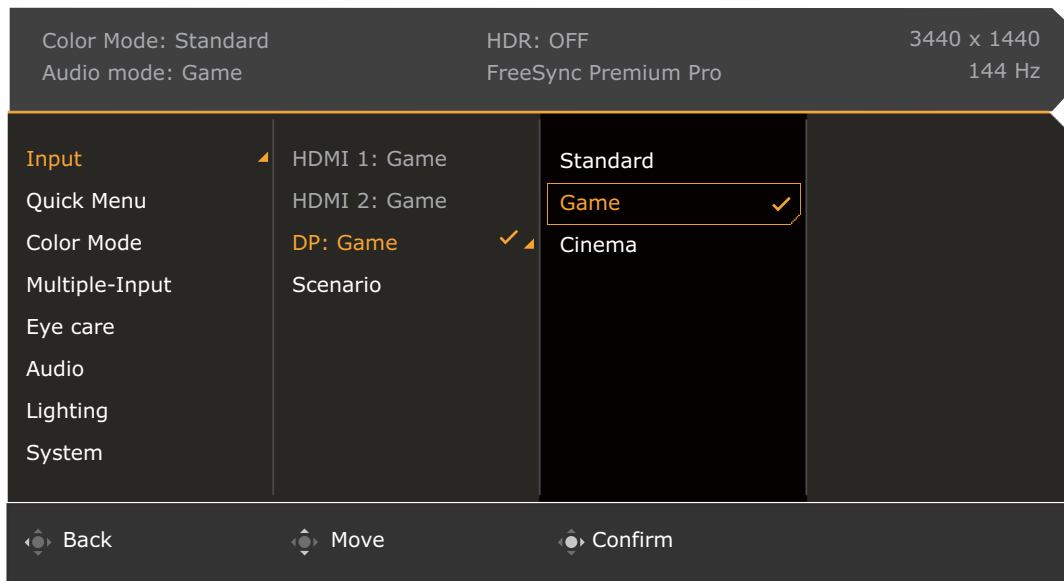 Color Mode: Standard
HDR: OFF
3440 x 1440
Audio mode: Game
FreeSync Premium Pro
144 Hz
Input
Quick Menu
Color Mode
Multiple-Input
Eye care
Audio
Lighting
System
HDMI 1: Game
HDMI 2: Game
DP: Game
Scenario
Standard
Game
Cinema
Back
Move
Confirm